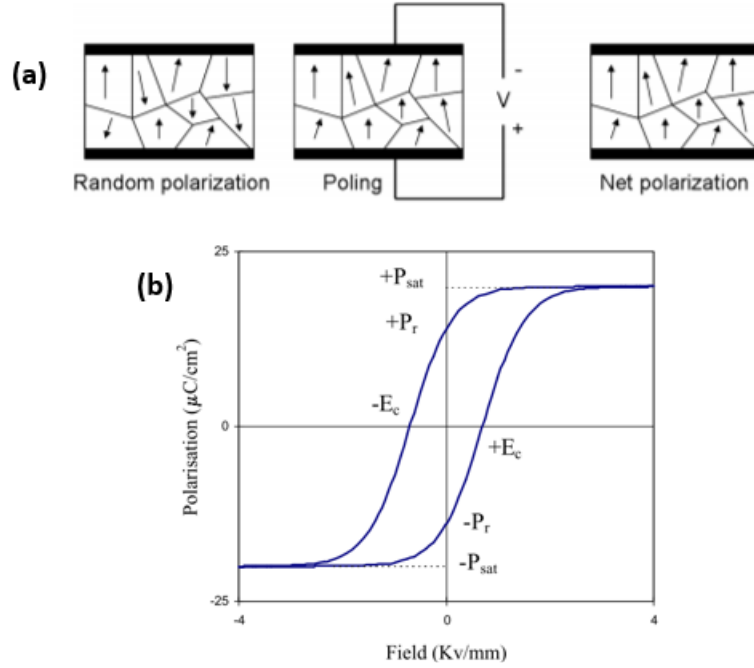 (a)
-
V
+
Random polarization
Poling
Net polarization
(b)
25
+P_sat
+P_r
-E_c
0
+E_c
-P_r
-P_sat
-25
-4
0
4
Polarisation (μC/cm²)
Field (Kv/mm)